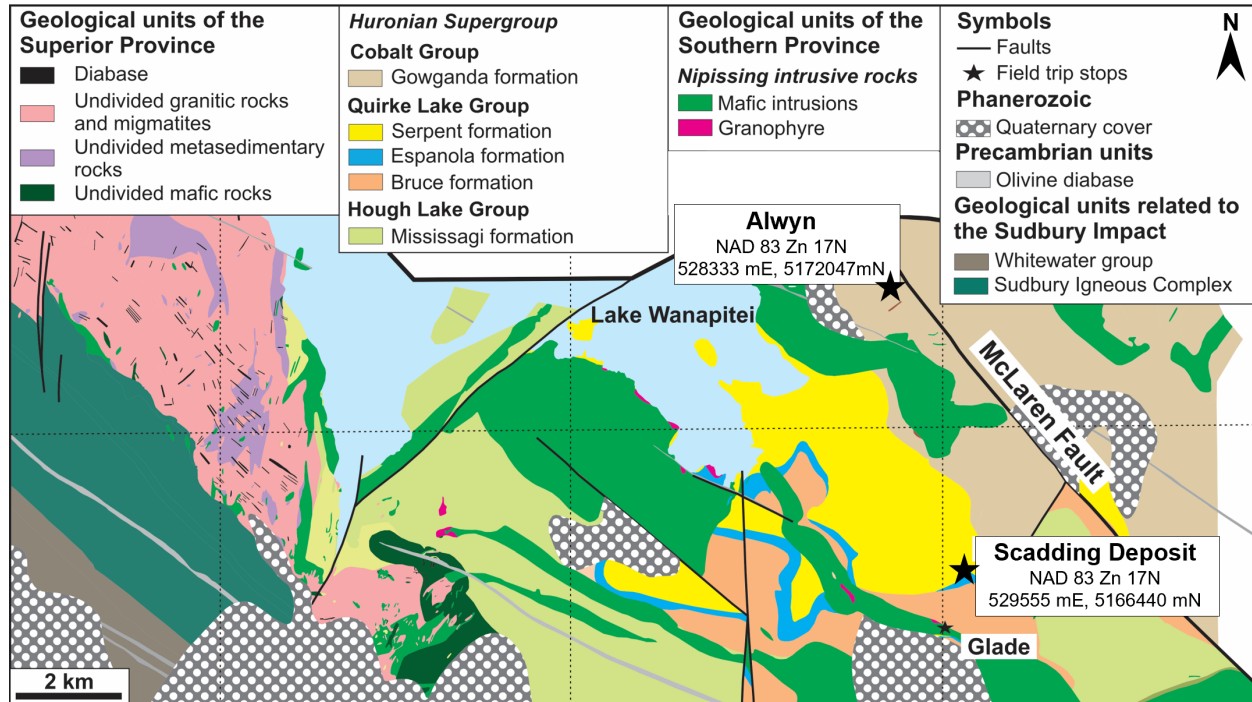 Geological units of the
Superior Province
Diabase
Undivided granitic rocks
and migmatites
Undivided metasedimentary
rocks
Undivided mafic rocks
Huronian Supergroup
Cobalt Group
Gowganda formation
Quirke Lake Group
Serpent formation
Espanola formation
Bruce formation
Hough Lake Group
Mississagi formation
Geological units of the
Southern Province
Nipissing intrusive rocks
Mafic intrusions
Granophyre
Symbols
Faults
Field trip stops
Phanerozoic
Quaternary cover
Precambrian units
Olivine diabase
Geological units related to
the Sudbury Impact
Whitewater group
Sudbury Igneous Complex
N
Alwyn
NAD 83 Zn 17N
528333 mE, 5172047mN
Lake Wanapitei
McLaren Fault
Scadding Deposit
NAD 83 Zn 17N
529555 mE, 5166440 mN
Glade
2 km